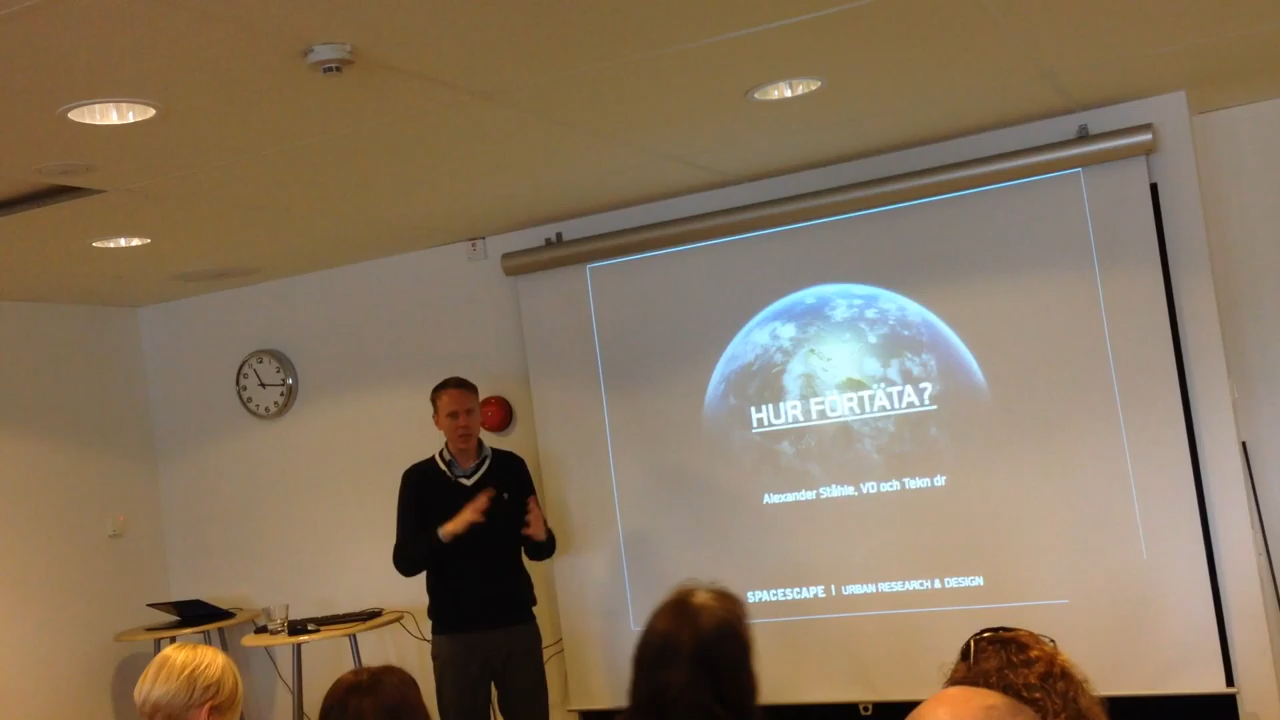 HUR FÖRTÄTA?
Alexander Ståhle, VD och Tekn dr
SPACESCAPE | URBAN RESEARCH & DESIGN